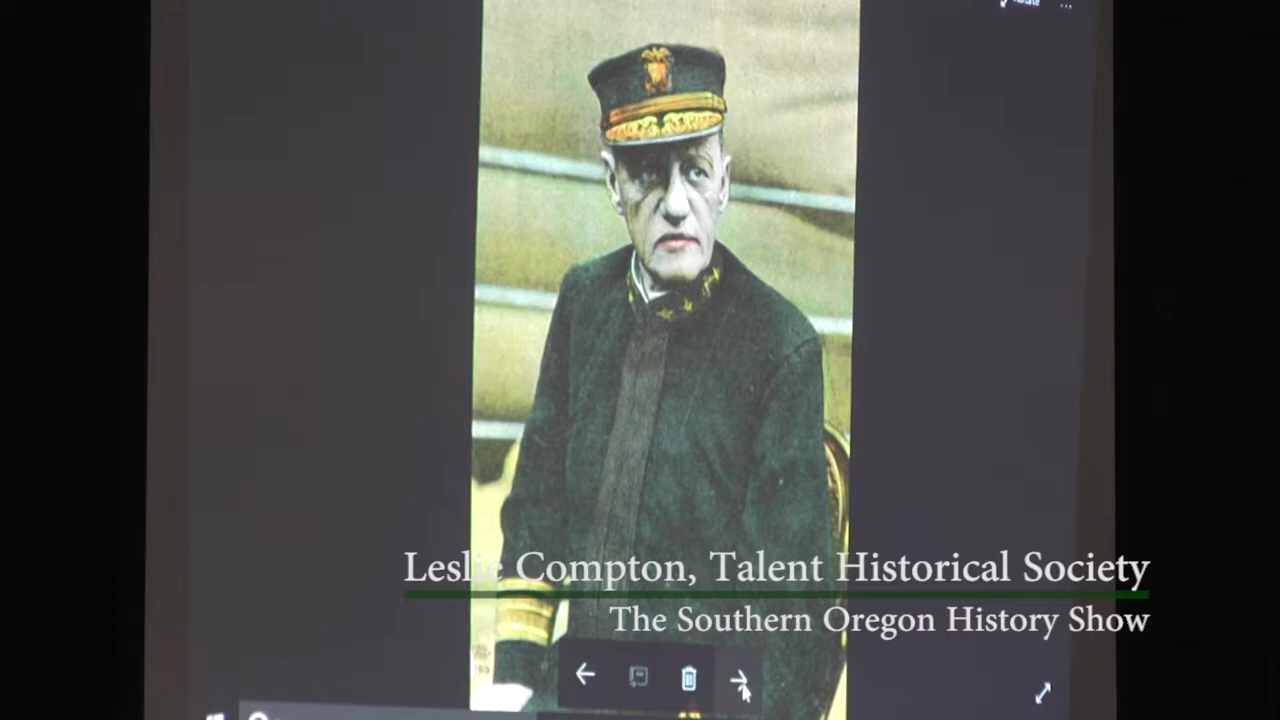 Leslie Compton, Talent Historical Society
The Southern Oregon History Show